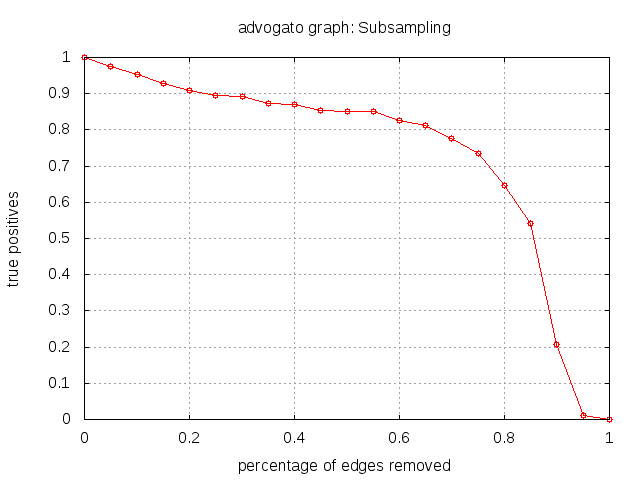 advogato graph: Subsampling
1
0.9
0.8
0.7
0.6
0.5
0.4
0.3
0.2
0.1
0
true positives
0 0.2 0.4 0.6 0.8 1
percentage of edges removed